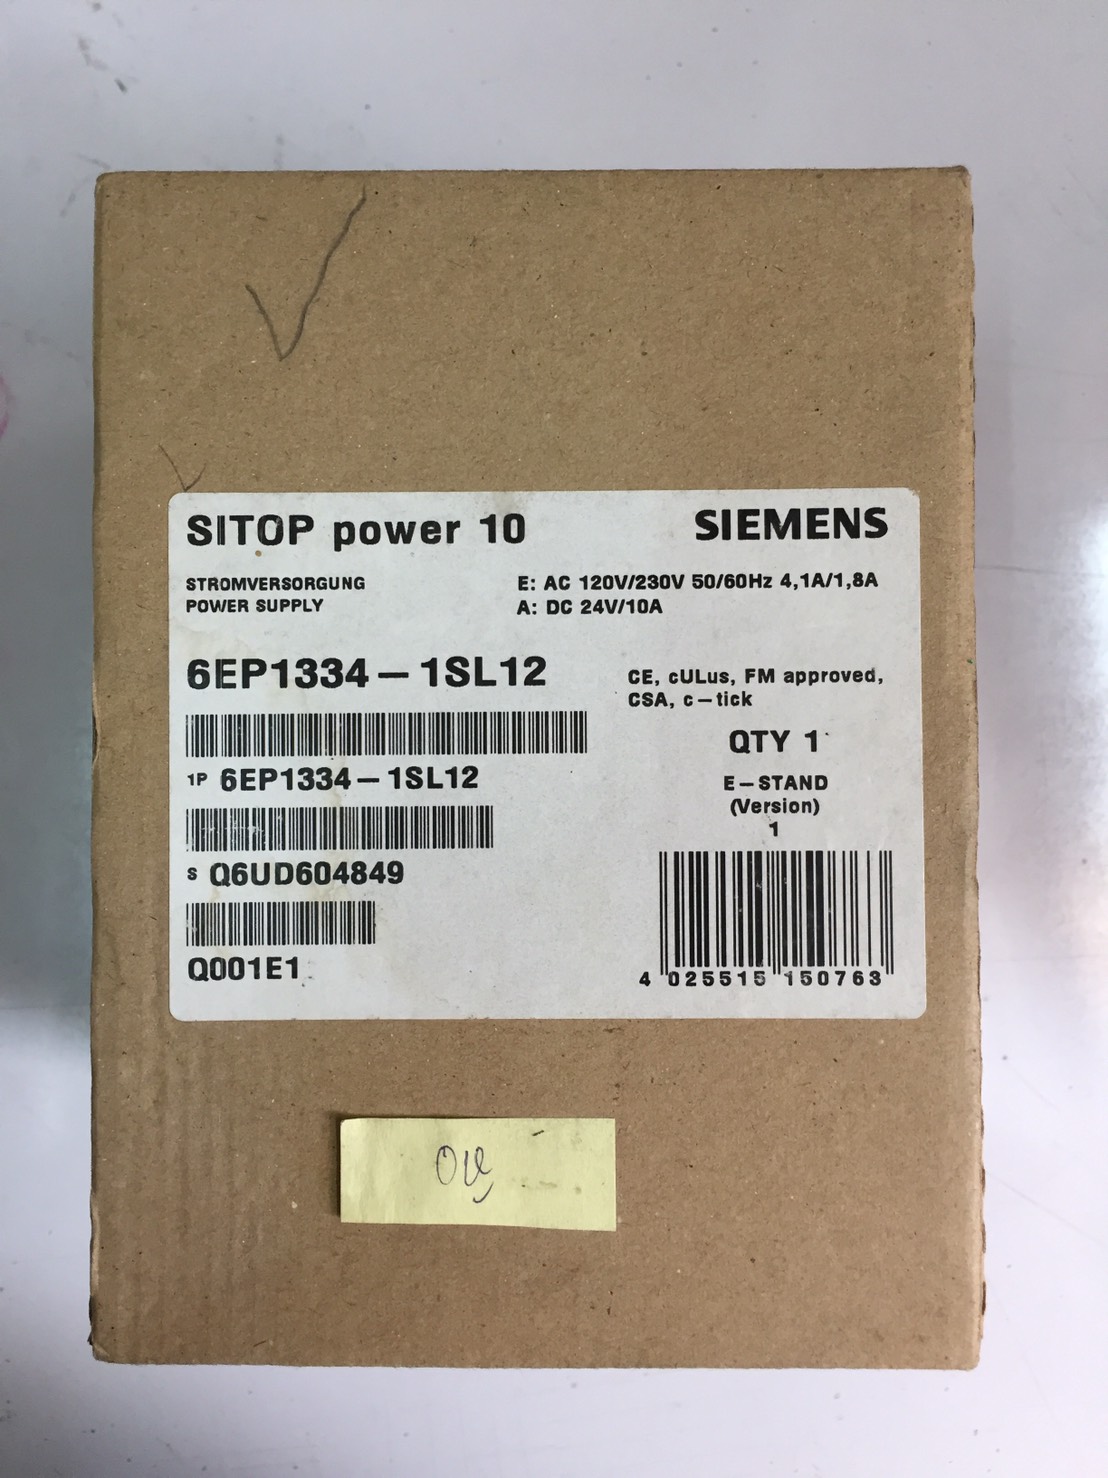 SITOP power 10
SIEMENS
STROMVERSORGUNG
POWER SUPPLY
E: AC 120V/230V 50/60Hz 4,1A/1,8A
A: DC 24V/10A
6EP1334-1SL12
CE, cULus, FM approved,
CSA, c-tick
QTY 1
1P 6EP1334-1SL12
E-STAND
(Version)
1
S Q6UD604849
Q001E1
4 025515 150763